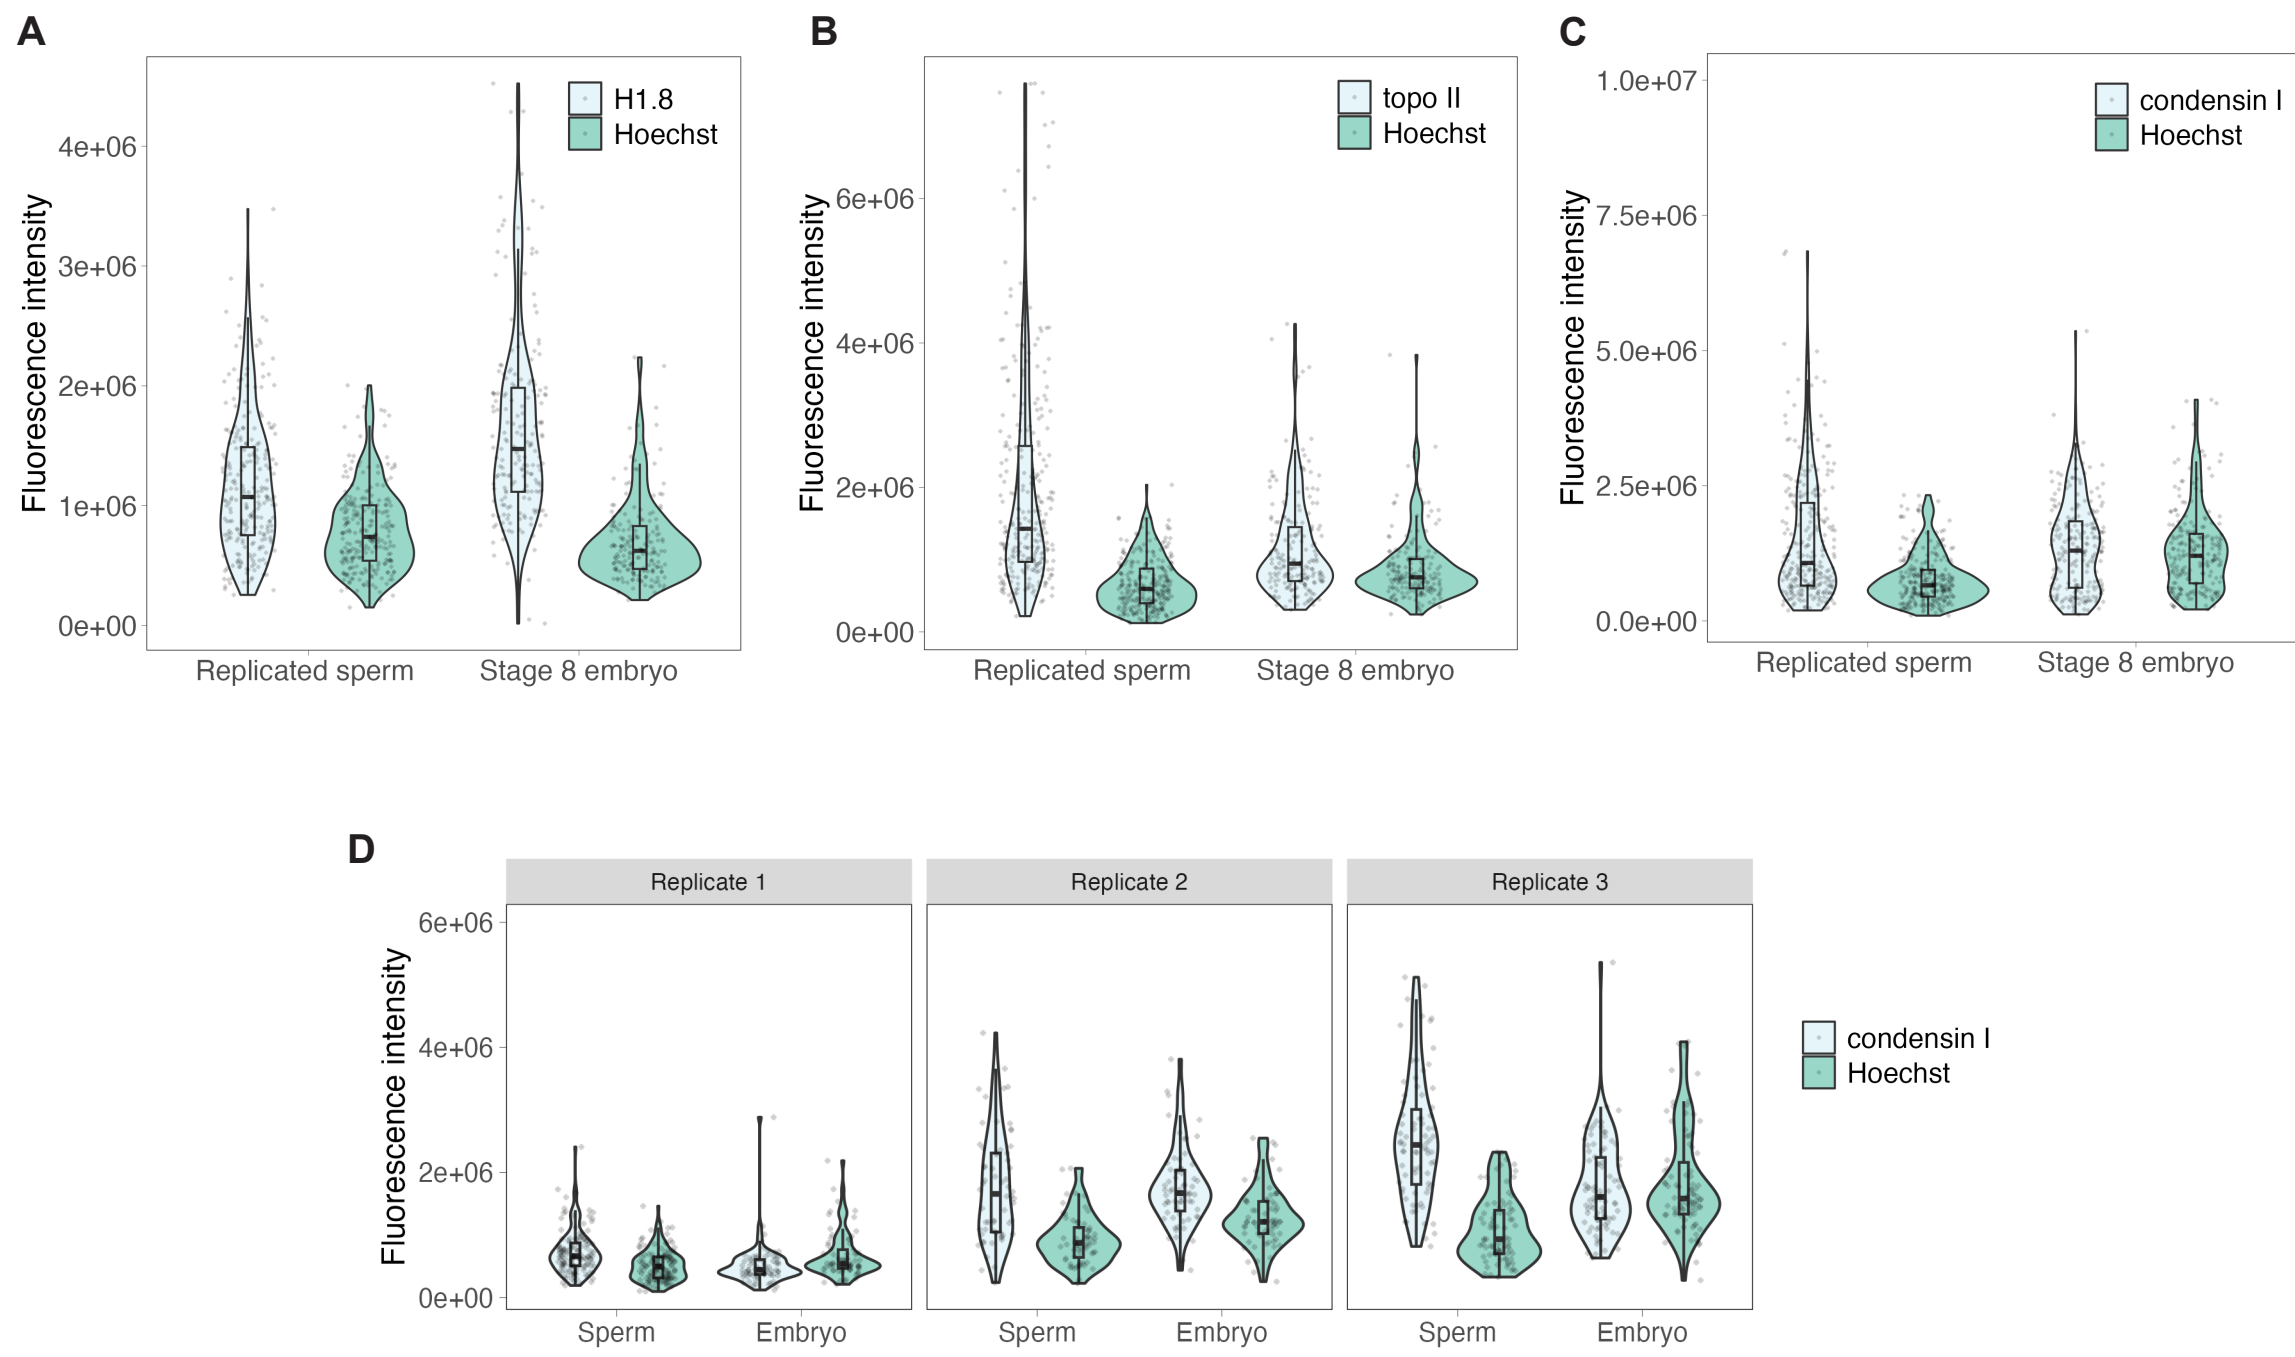 A
Fluorescence intensity
4e+06
3e+06
2e+06
1e+06
0e+00
H1.8
Hoechst
Replicated sperm
Stage 8 embryo
B
Fluorescence intensity
6e+06
4e+06
2e+06
0e+00
topo II
Hoechst
Replicated sperm
Stage 8 embryo
C
Fluorescence intensity
1.0e+07
7.5e+06
5.0e+06
2.5e+06
0.0e+00
condensin I
Hoechst
Replicated sperm
Stage 8 embryo
D
Replicate 1
Replicate 2
Replicate 3
Fluorescence intensity
6e+06
4e+06
2e+06
0e+00
Sperm
Embryo
Sperm
Embryo
Sperm
Embryo
condensin I
Hoechst